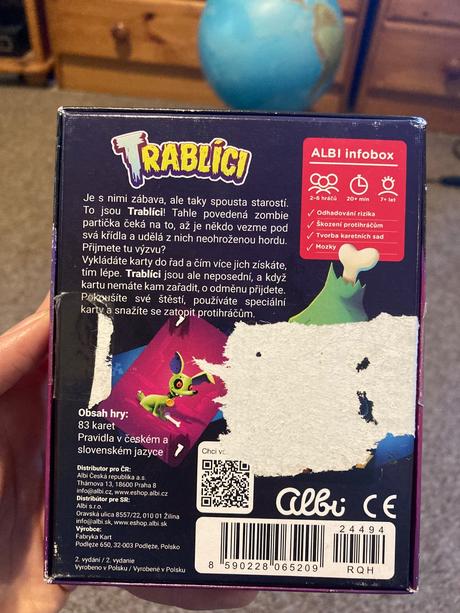 TRABLÍCI
ALBI infobox
2-6 hráčů 20+ min 7+ let
✓ Odhadování rizika
✓ Škození protihráčům
✓ Tvorba karetních sad
✓ Mozky
Je s nimi zábava, ale taky spousta starostí.
To jsou Trablíci! Tahle povedená zombie
partička čeká na to, až je někdo vezme pod
svá křídla a udělá z nich neohroženou hordu.
Přijmete tu výzvu?
Vykládáte karty do řad a čím více jich získáte,
tím lépe. Trablíci jsou ale neposední, a když
kartu nemáte kam zařadit, o odměnu přijdete.
Pokoušíte své štěstí, používáte speciální
karty a snažíte se zatopit protihráčům.
Obsah hry:
83 karet
Pravidla v českém a
slovenském jazyce
Distributor pro ČR:
Albi Česká republika a.s.
Thámova 13, 18600 Praha 8
info@albi.cz, www.eshop.albi.cz
Distributor pro SR:
Albi s.r.o.
Oravská ulica 8557/22, 010 01 Žilina
info@albi.sk, www.eshop.albi.sk
Výrobce:
Fabryka Kart
Podłęże 650, 32-003 Podłęże, Polsko
2. vydání / 2. vydanie
Vyrobeno v Polsku / Vyrobené v Poľsku
Chci v:
Albi CE
24494
8 590228 065209
RQH